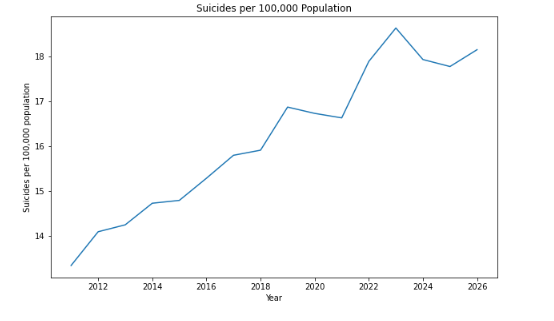 Suicides per 100,000 Population
Suicides per 100,000 population
18
17
16
15
14
2012 2014 2016 2018 2020 2022 2024 2026
Year